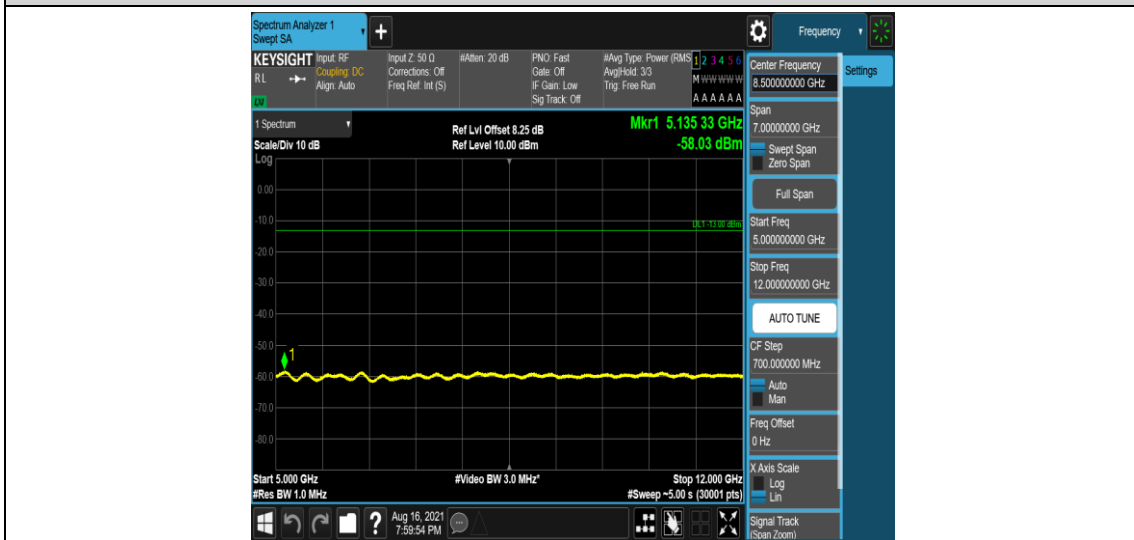 Spectrum Analyzer 1
Swept SA
+
Frequency
KEYSIGHT
RL
LXI
Input: RF
Coupling: DC
Align: Auto
Input Z: 50 Ω
Corrections: Off
Freq Ref: Int (S)
#Atten: 20 dB
PNO: Fast
Gate: Off
IF Gain: Low
Sig Track: Off
#Avg Type: Power (RMS
Avg|Hold: 3/3
Trig: Free Run
1 2 3 4 5 6
M W W W W W
A A A A A A
1 Spectrum
Scale/Div 10 dB
Ref Lvl Offset 8.25 dB
Ref Level 10.00 dBm
Mkr1 5.135 33 GHz
-58.03 dBm
Log
0.00
-10.0
DL1 -13.00 dBm
-20.0
-30.0
-40.0
-50.0
1
-60.0
-70.0
-80.0
Start 5.000 GHz
#Res BW 1.0 MHz
#Video BW 3.0 MHz*
Stop 12.000 GHz
#Sweep ~5.00 s (30001 pts)
?
Aug 16, 2021
7:59:54 PM
Center Frequency
8.500000000 GHz
Settings
Span
7.00000000 GHz
Swept Span
Zero Span
Full Span
Start Freq
5.000000000 GHz
Stop Freq
12.000000000 GHz
AUTO TUNE
CF Step
700.000000 MHz
Auto
Man
Freq Offset
0 Hz
X Axis Scale
Log
Lin
Signal Track
(Span Zoom)